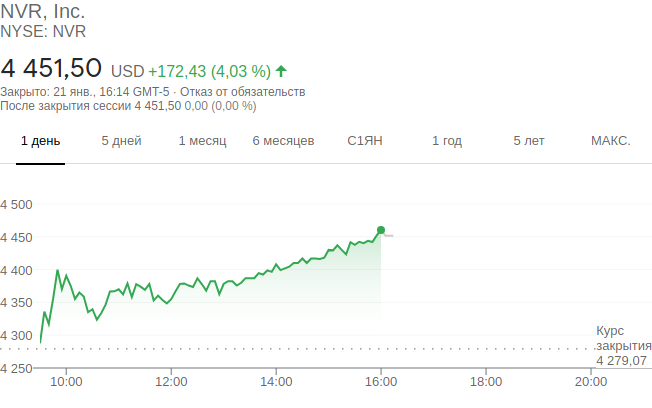 NVR, Inc.
NYSE: NVR
4 451,50 USD +172,43 (4,03 %)
Закрыто: 21 янв., 16:14 GMT-5 · Отказ от обязательств
После закрытия сессии 4 451,50 0,00 (0,00 %)
1 день 5 дней 1 месяц 6 месяцев С1ЯН 1 год 5 лет МАКС.
4 500
4 450
4 400
4 350
4 300
Курс
закрытия
4 279,07
4 250
10:00 12:00 14:00 16:00 18:00 20:00